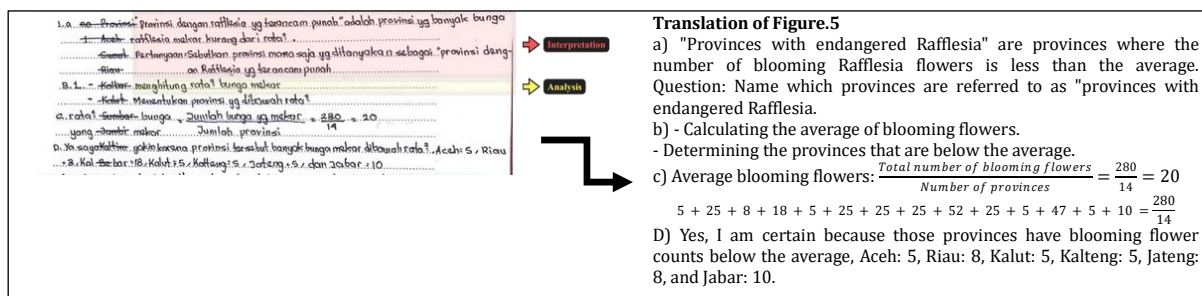 1.a. ~~no~~ ~~Provinsi~~ "Provinsi dengan rafflesia yg terancam punah" adalah provinsi yg banyak bunga
~~1. Aceh~~ rafflesia mekar kurang dari rata².
~~Sumut~~ Pertanyaan: Sebutkan provinsi mana saja yg ditanyakan sebagai "provinsi deng-
~~Riau~~ an Rafflesia yg terancam punah.
B. 1. - ~~Kalbar~~ menghitung rata² bunga mekar
- ~~Kalut~~ Menentukan provinsi yg dibawah rata²
c. rata² ~~Sumbar~~ bunga = Jumlah bunga yg mekar = 280 = 20
yang ~~Jambi~~ mekar Jumlah provinsi 14
D. Ya saya ~~Kaltim~~ yakin karena provinsi tersebut banyak bunga mekar dibawah rata². Aceh: 5, Riau
: 8, Kal bar: 18, Kalut: 5, Kalteng: 5, Jateng: 5, dan Jabar: 10.
Interpretation
Analysis
Translation of Figure.5
a) "Provinces with endangered Rafflesia" are provinces where the
number of blooming Rafflesia flowers is less than the average.
Question: Name which provinces are referred to as "provinces with
endangered Rafflesia.
b) - Calculating the average of blooming flowers.
- Determining the provinces that are below the average.
c) Average blooming flowers: Total number of blooming flowers / Number of provinces = 280/14 = 20
5 + 25 + 8 + 18 + 5 + 25 + 25 + 25 + 52 + 25 + 5 + 47 + 5 + 10 = 280/14
D) Yes, I am certain because those provinces have blooming flower
counts below the average, Aceh: 5, Riau: 8, Kalut: 5, Kalteng: 5, Jateng:
8, and Jabar: 10.